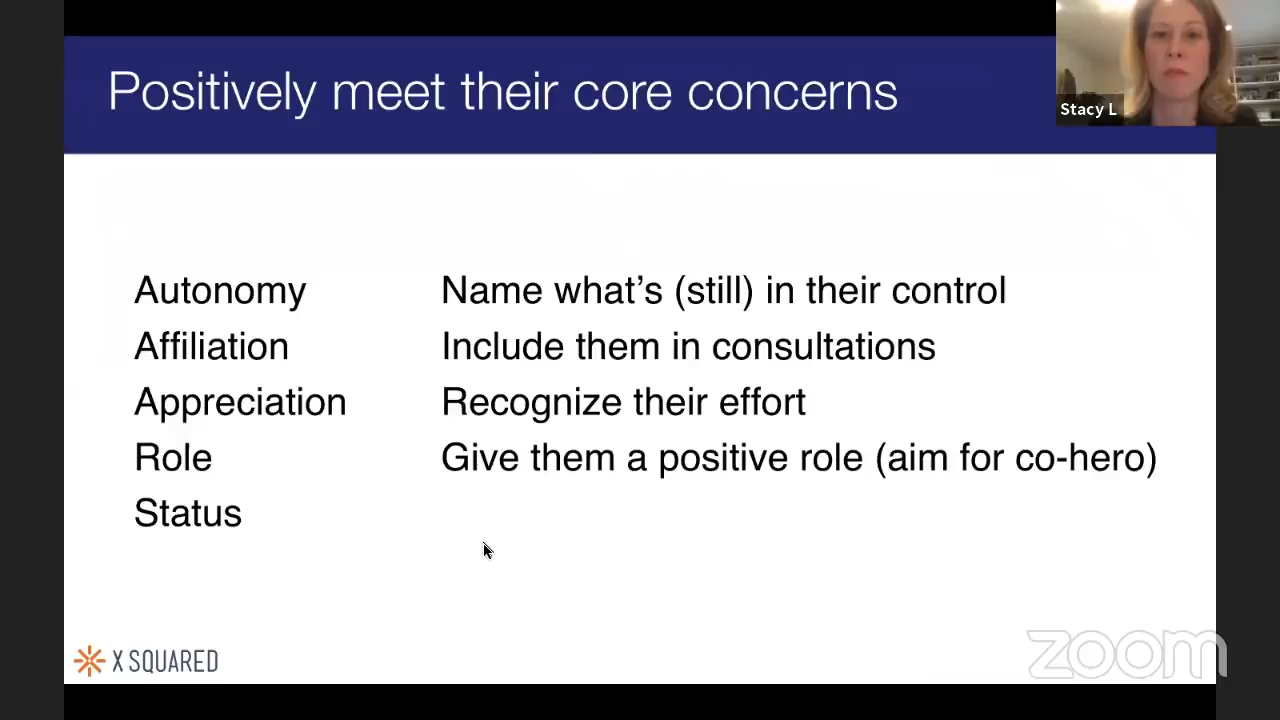 Positively meet their core concerns
Stacy L
Autonomy Name what's (still) in their control
Affiliation Include them in consultations
Appreciation Recognize their effort
Role Give them a positive role (aim for co-hero)
Status
X SQUARED
zoom